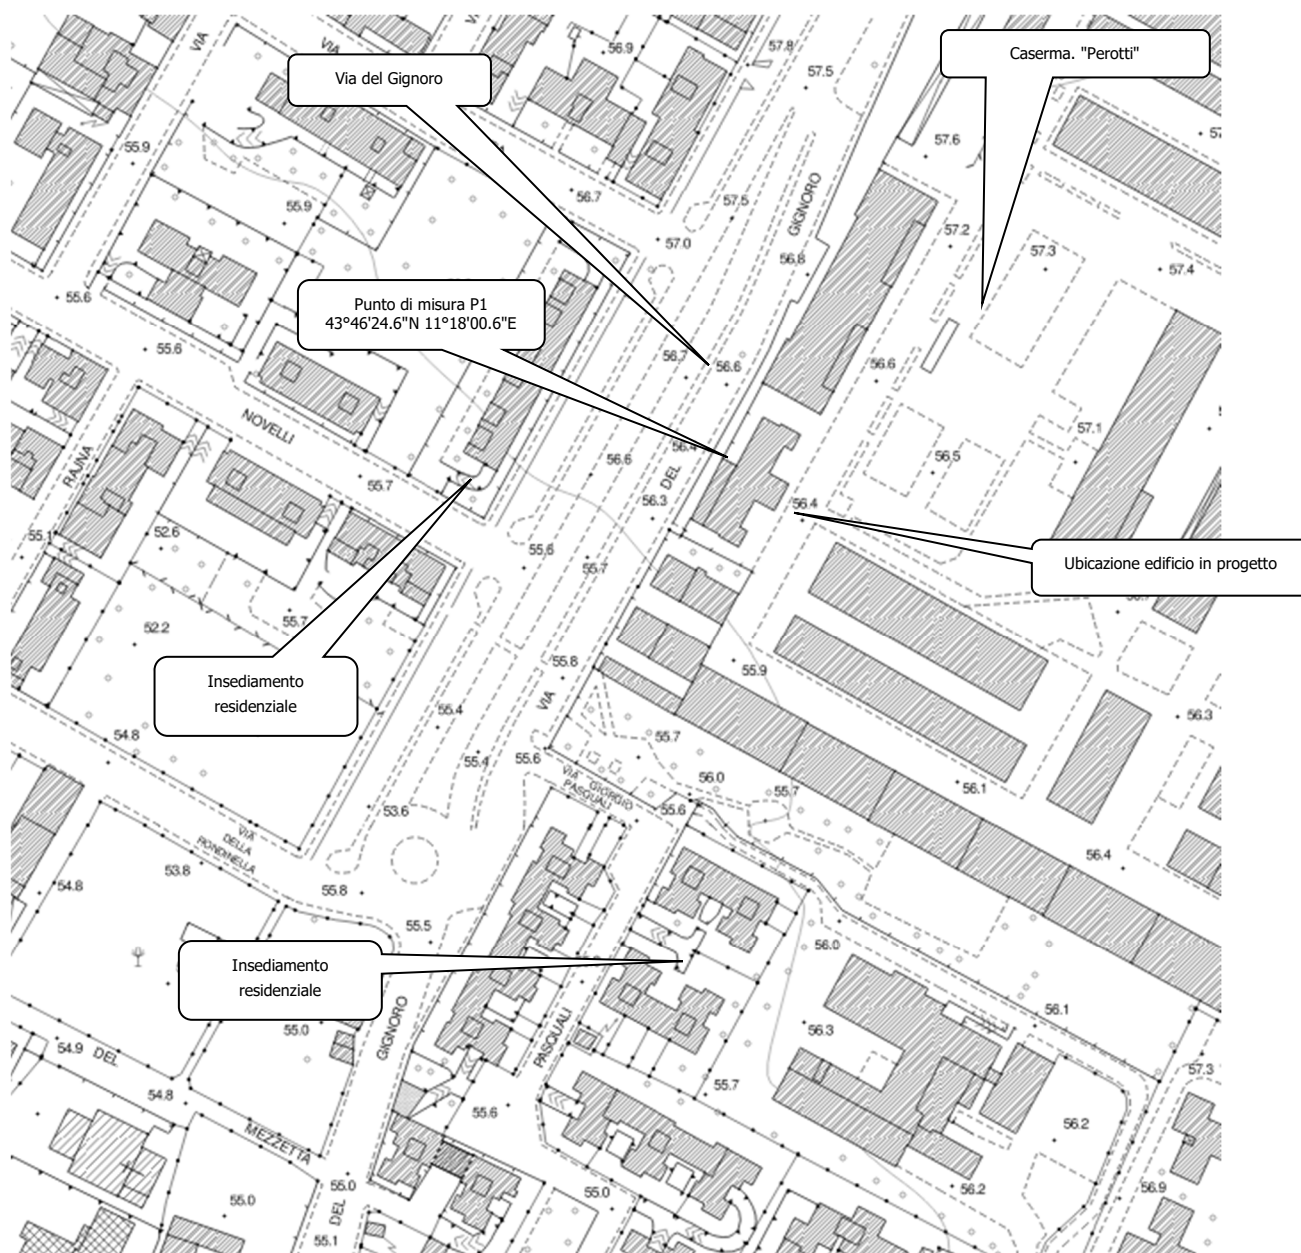 VIA
VIA
56.9
57.8
57.5
Caserma. "Perotti"
Via del Gignoro
55.9
57.6
56.7
55.9
57.5
GIGNORO
57.2
57.0
57.3
57.4
56.8
55.6
Punto di misura P1
43°46'24.6"N 11°18'00.6"E
55.6
56.7
56.6
56.6
NOVELLI
57.1
56.4
RAJNA
55.7
56.6
DEL
56.5
56.3
56.4
55.1
52.6
55.6
55.7
Ubicazione edificio in progetto
55.7
52.2
55.8
55.9
Insediamento
residenziale
VIA
55.4
56.3
54.8
55.7
55.4
55.6
56.0
VIA GIORGIO
PASQUALI
55.7
56.1
53.6
55.6
VIA
DELLA
RONDINELLA
56.4
53.8
54.8
55.8
55.5
56.0
Insediamento
residenziale
56.1
55.0
56.3
GIGNORO
PASQUALI
54.9
DEL
57.3
54.8
55.7
55.6
56.2
MEZZETTA
55.0
55.0
55.0
56.2
56.9
DEL
55.1